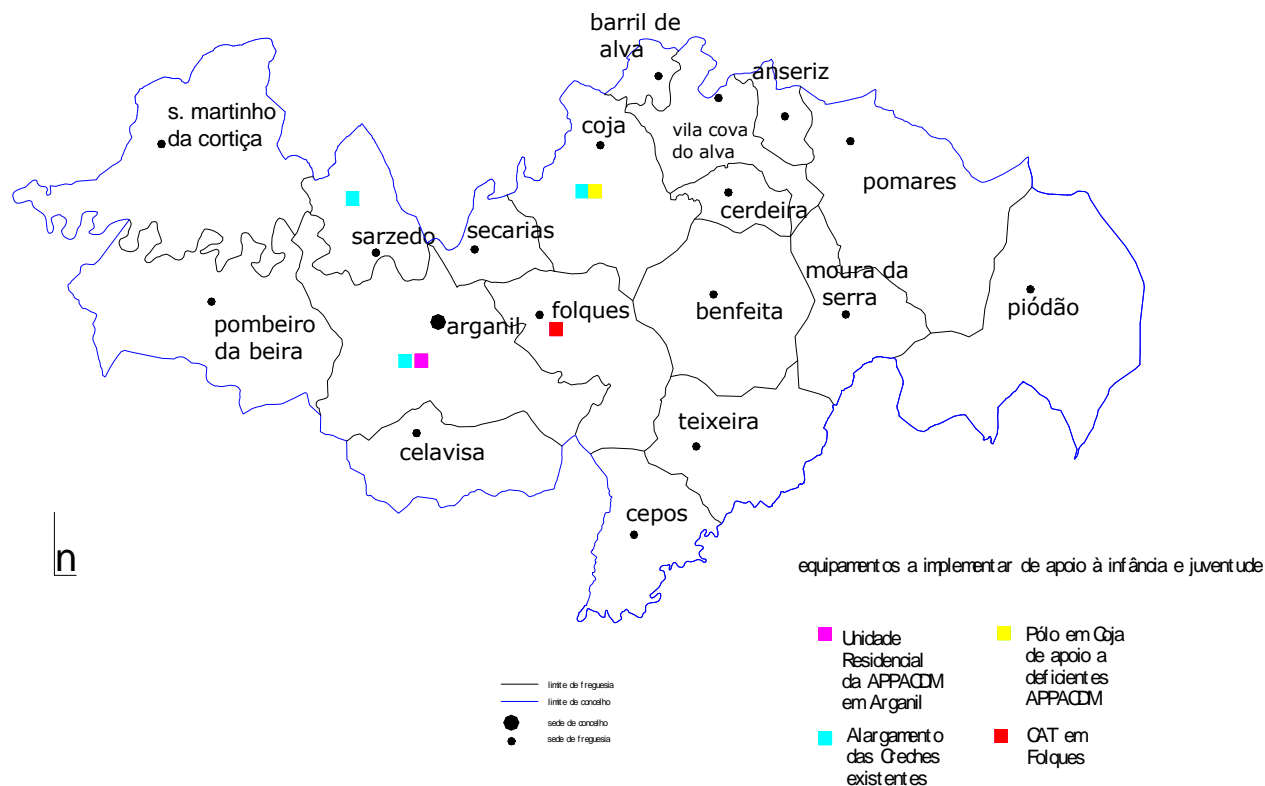 barril de
alva
anseriz
s. martinho
da cortiça
coja
vila cova
do alva
pomares
cerdeira
sarzedo
secarias
moura da
serra
piódão
pombeiro
da beira
arganil
folques
benfeita
teixeira
celavisa
cepos
n
equipamentos a implementar de apoio à infância e juventude
Unidade
Residencial
da APPACDM
em Arganil
Pólo em Coja
de apoio a
deficientes
APPACDM
Alargamento
das Creches
existentes
CAT em
Folques
limite de freguesia
limite de concelho
sede de concelho
sede de freguesia